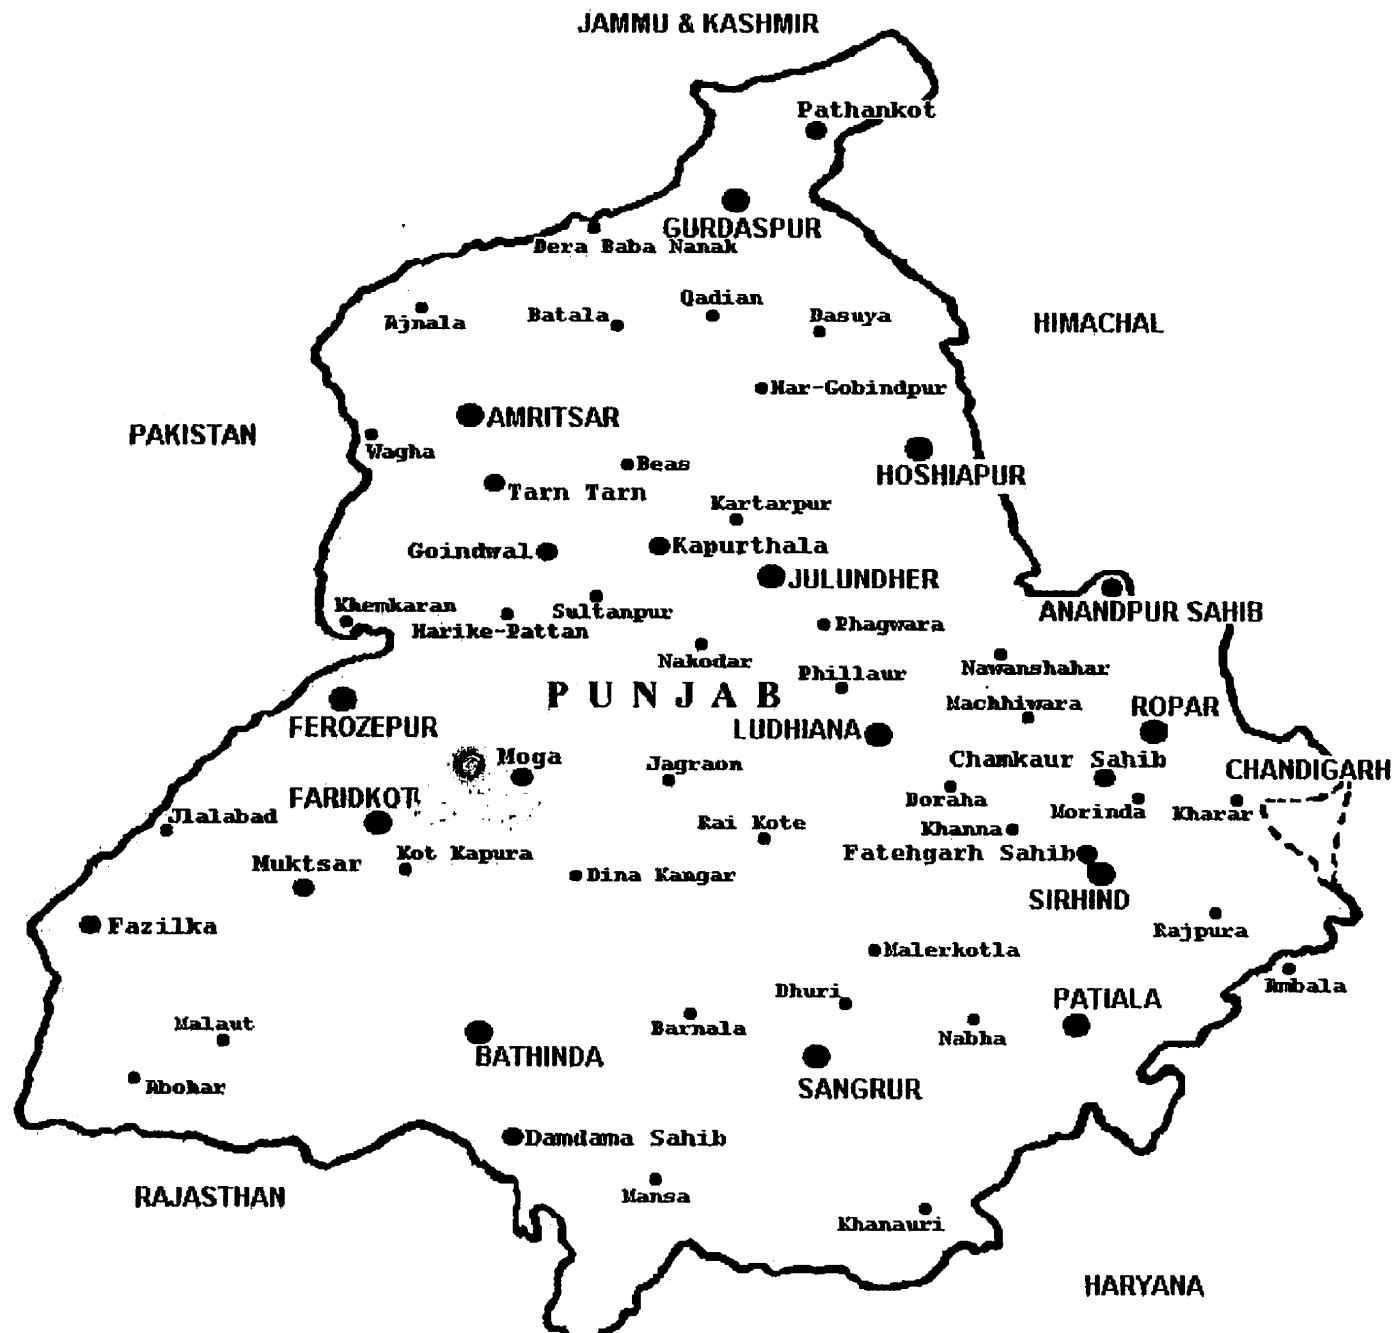 JAMMU & KASHMIR
Pathankot
GURDASPUR
Dera Baba Nanak
Qadian
Ajnala
Batala
Dasuya
HIMACHAL
Har-Gobindpur
AMRITSAR
PAKISTAN
Wagha
Beas
HOSHIAPUR
Tarn Tarn
Kartarpur
Goindwal
Kapurthala
JULUNDHER
Khemkaran
Sultanpur
ANANDPUR SAHIB
Harike-Pattan
Phagwara
Nakodar
Nawanshahar
Phillaur
PUNJAB
Machhiwara
ROPAR
FEROZEPUR
LUDHIANA
Moga
Jagraon
Chamkaur Sahib
CHANDIGARH
FARIDKOT
Doraha
Morinda
Kharar
Jlalabad
Rai Kote
Khanna
Muktsar
Kot Kapura
Fatehgarh Sahib
Dina Kangar
SIRHIND
Fazilka
Rajpura
Malerkotla
Ambala
Dhuri
PATIALA
Malaut
Barnala
Nabha
BATHINDA
Abohar
SANGRUR
Damdama Sahib
RAJASTHAN
Mansa
Khanauri
HARYANA